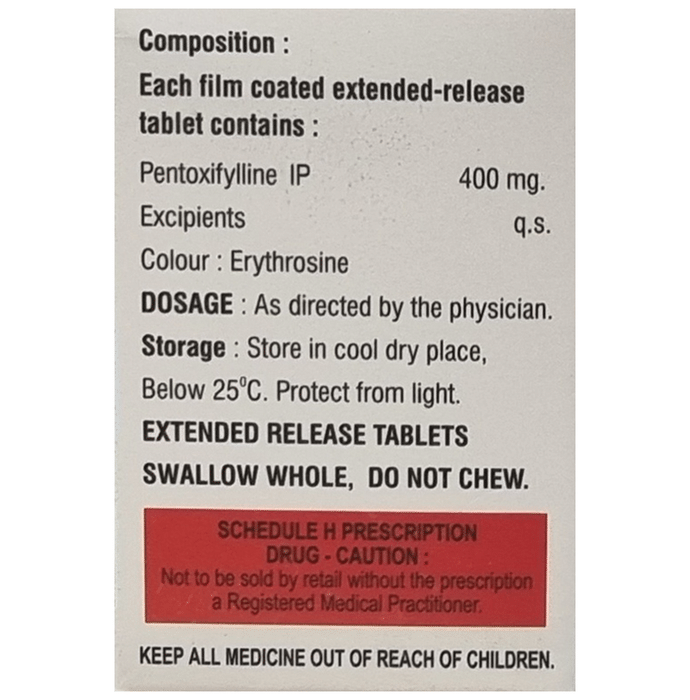 Composition :
Each film coated extended-release
tablet contains :
Pentoxifylline IP 400 mg.
Excipients q.s.
Colour : Erythrosine
DOSAGE : As directed by the physician.
Storage : Store in cool dry place,
Below 25°C. Protect from light.
EXTENDED RELEASE TABLETS
SWALLOW WHOLE, DO NOT CHEW.
SCHEDULE H PRESCRIPTION
DRUG - CAUTION :
Not to be sold by retail without the prescription
a Registered Medical Practitioner.
KEEP ALL MEDICINE OUT OF REACH OF CHILDREN.